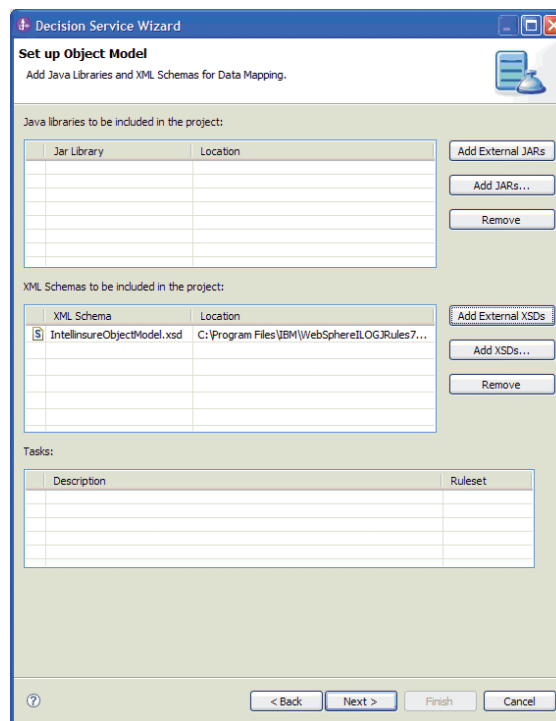 Decision Service Wizard
Set up Object Model
Add Java Libraries and XML Schemas for Data Mapping.
Java libraries to be included in the project:
Jar Library Location
Add External JARs
Add JARs...
Remove
XML Schemas to be included in the project:
XML Schema Location
IntellinsureObjectModel.xsd C:\Program Files\IBM\WebSphereILOGJRules7...
Add External XSDs
Add XSDs...
Remove
Tasks:
Description Ruleset
? < Back Next > Finish Cancel